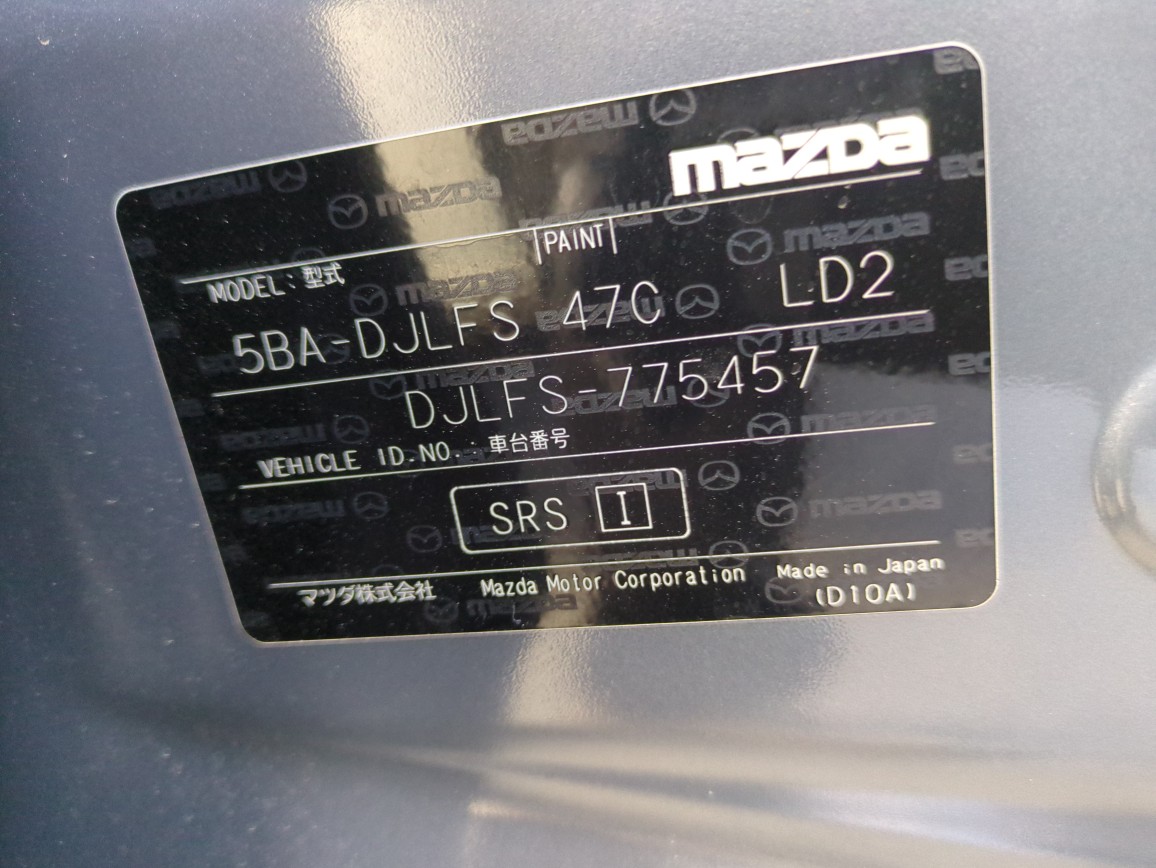 mazda
PAINT
MODEL:型式
5BA-DJLFS 47C LD2
DJLFS-775457
VEHICLE ID.NO.:車台番号
SRS I
マツダ株式会社 Mazda Motor Corporation Made in Japan
(D10A)